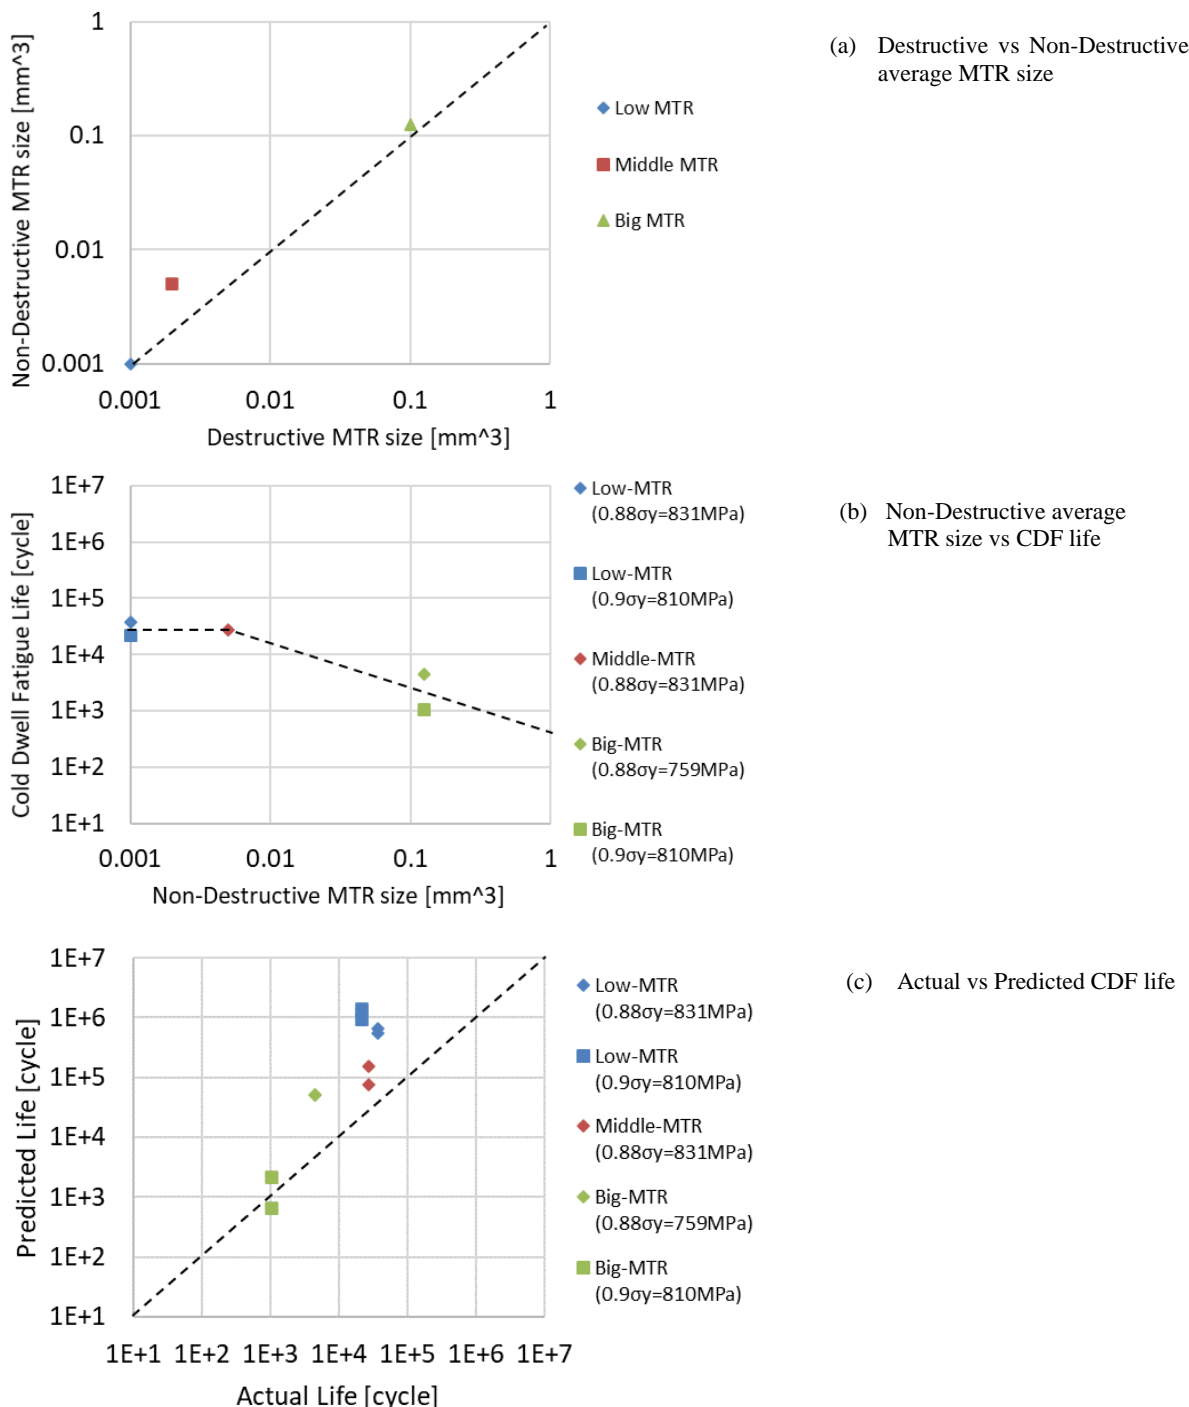 Non-Destructive MTR size [mm^3]
1
0.1
0.01
0.001
0.001 0.01 0.1 1
Destructive MTR size [mm^3]
Low MTR
Middle MTR
Big MTR
(a) Destructive vs Non-Destructive
average MTR size
Cold Dwell Fatigue Life [cycle]
1E+7
1E+6
1E+5
1E+4
1E+3
1E+2
1E+1
0.001 0.01 0.1 1
Non-Destructive MTR size [mm^3]
Low-MTR
(0.88σy=831MPa)
Low-MTR
(0.9σy=810MPa)
Middle-MTR
(0.88σy=831MPa)
Big-MTR
(0.88σy=759MPa)
Big-MTR
(0.9σy=810MPa)
(b) Non-Destructive average
MTR size vs CDF life
Predicted Life [cycle]
1E+7
1E+6
1E+5
1E+4
1E+3
1E+2
1E+1
1E+1 1E+2 1E+3 1E+4 1E+5 1E+6 1E+7
Actual Life [cycle]
Low-MTR
(0.88σy=831MPa)
Low-MTR
(0.9σy=810MPa)
Middle-MTR
(0.88σy=831MPa)
Big-MTR
(0.88σy=759MPa)
Big-MTR
(0.9σy=810MPa)
(c) Actual vs Predicted CDF life